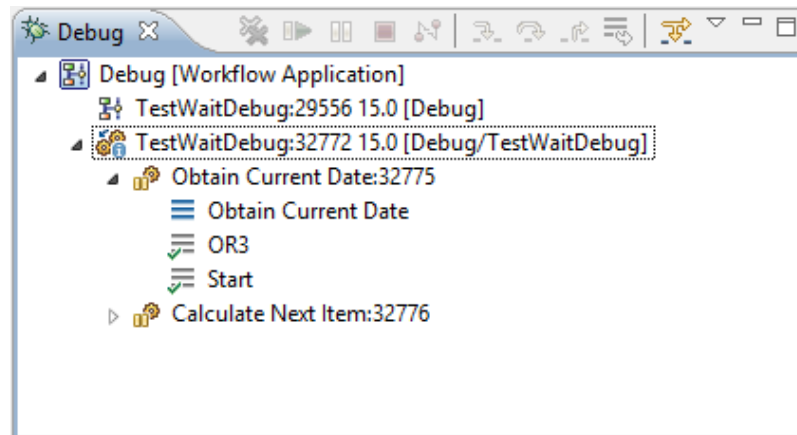 Debug
Debug [Workflow Application]
TestWaitDebug:29556 15.0 [Debug]
TestWaitDebug:32772 15.0 [Debug/TestWaitDebug]
Obtain Current Date:32775
Obtain Current Date
OR3
Start
Calculate Next Item:32776